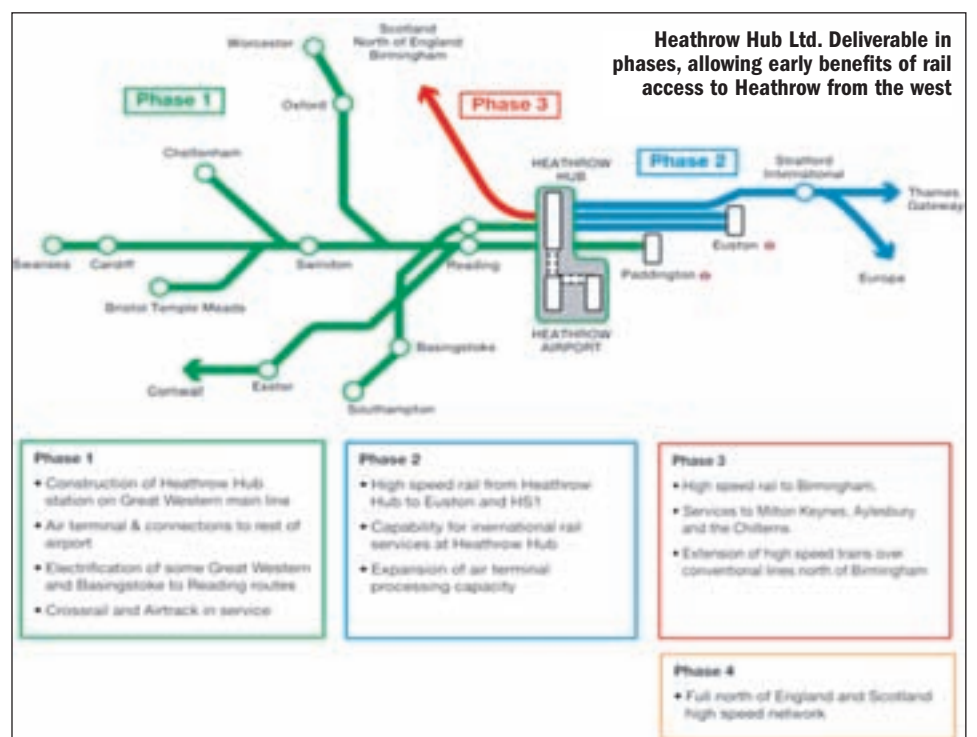 Heathrow Hub Ltd. Deliverable in
phases, allowing early benefits of rail
access to Heathrow from the west
Scotland
North of England
Birmingham
Worcester
Phase 1
Oxford
Phase 3
Cheltenham
HEATHROW
HUB
Phase 2
Stratford
International
Thames
Gateway
Swansea
Cardiff
Swindon
Reading
Euston
Paddington
Europe
Bristol Temple Meads
HEATHROW
AIRPORT
Basingstoke
Cornwall
Exeter
Southampton
Phase 1
• Construction of Heathrow Hub
station on Great Western main line
• Air terminal & connections to rest of
airport
• Electrification of some Great Western
and Basingstoke to Reading routes
• Crossrail and Airtrack in service
Phase 2
• High speed rail from Heathrow
Hub to Euston and HS1
• Capability for inernational rail
services at Heathrow Hub
• Expansion of air terminal
processing capacity
Phase 3
• High speed rail to Birmingham.
• Services to Milton Keynes, Aylesbury
and the Chilterns
• Extension of high speed trains over
conventional lines north of Birmingham
Phase 4
• Full north of England and Scotland
high speed network